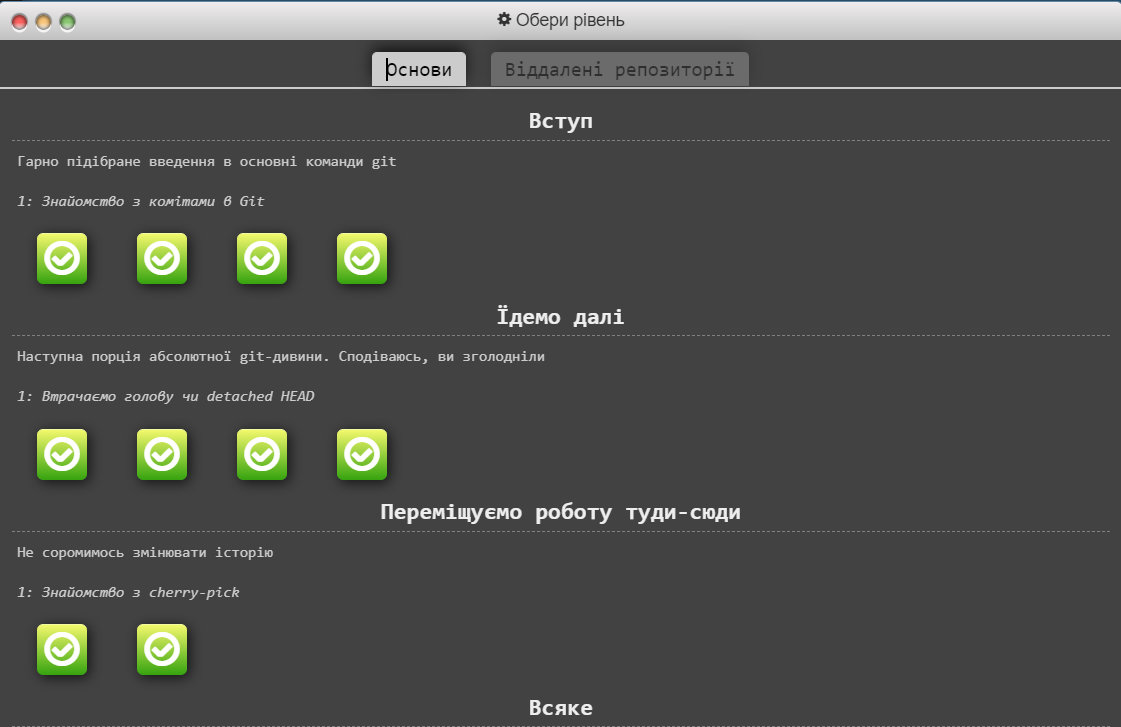 Обери рівень
Основи
Віддалені репозиторії
Вступ
Гарно підібране введення в основні команди git
1: Знайомство з комітами в Git
Їдемо далі
Наступна порція абсолютної git-дивини. Сподіваюсь, ви зголодніли
1: Втрачаємо голову чи detached HEAD
Переміщуємо роботу туди-сюди
Не соромимось змінювати історію
1: Знайомство з cherry-pick
Всяке